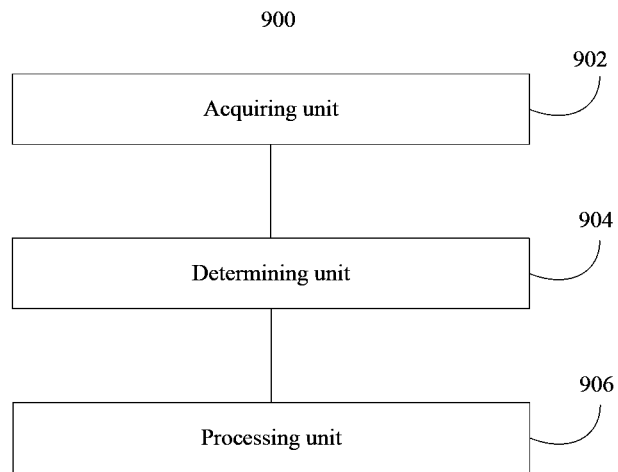 900
902
Acquiring unit
904
Determining unit
906
Processing unit